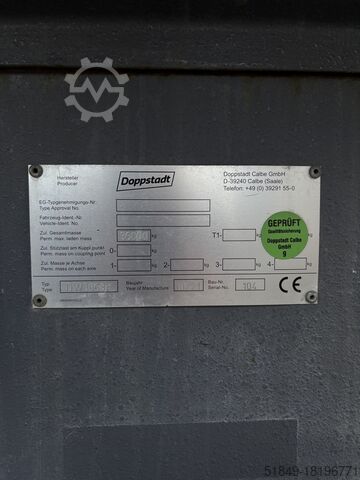 Hersteller
Producer
Doppstadt
Doppstadt Calbe GmbH
D-39240 Calbe (Saale)
Telefon: +49 (0) 39291 55-0
EG-Typgenehmigungs-Nr.
Type Approval No.
Fahrzeug-Ident.-Nr.
Vehicle-Ident. No.
Zul. Gesamtmasse
Perm. max. laden mass
kg
T1-
kg
Zul. Stützlast am Kuppl.punkt
Perm. mass on coupling point
0-
kg
Zul. Masse je Achse
Perm. mass on each axle
1-
kg
2-
kg
3-
kg
4-
kg
GEPRÜFT
Qualitätssicherung
Doppstadt Calbe
GmbH
9
Typ
Type
Baujahr
Year of Manufacture
Bau-Nr.
Serial-No.
104
CE
51849-18196771